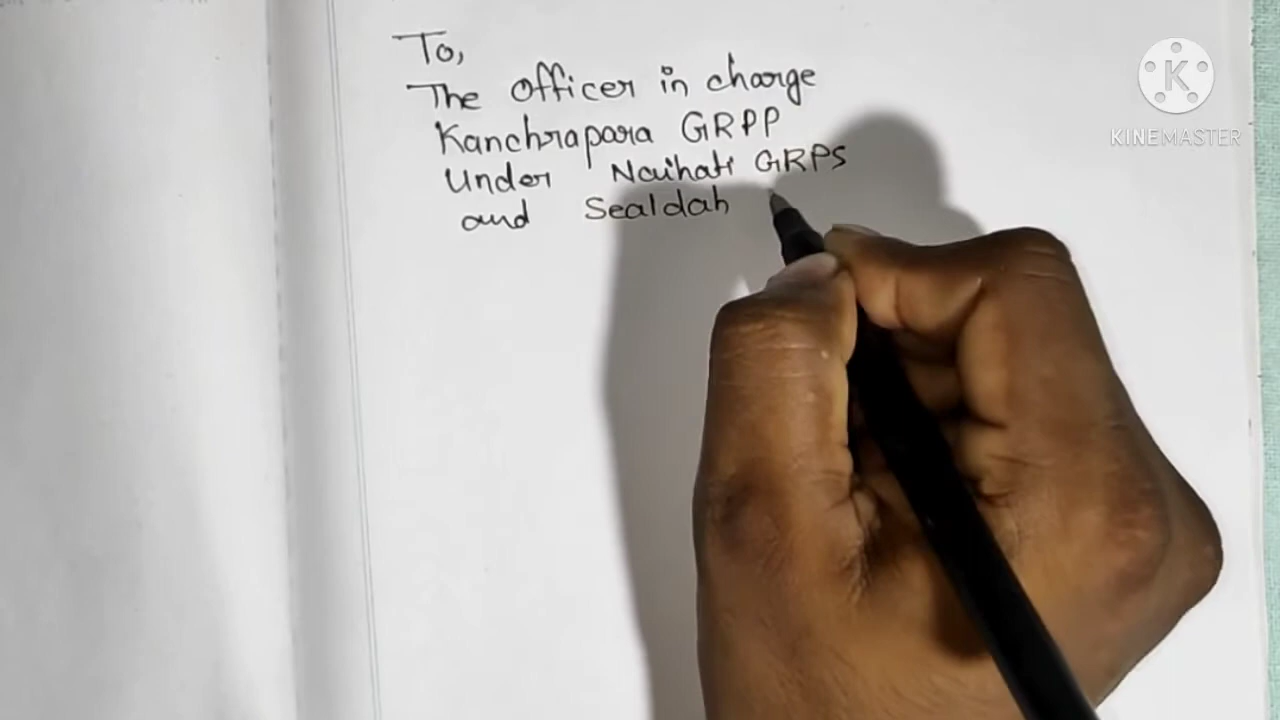 To,
The Officer in charge
Kanchrapara GRPP
Under Naihati GRPS
and Sealdah
KINEMASTER